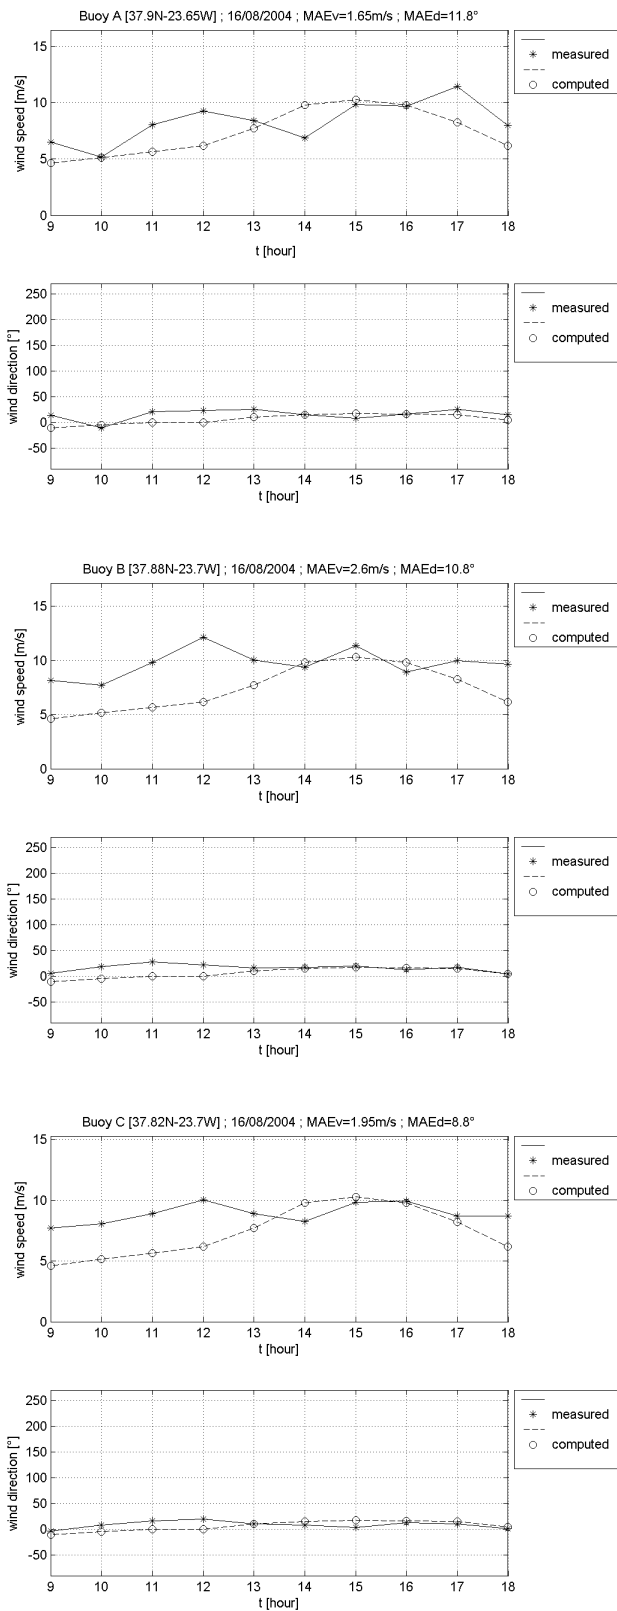 Buoy A [37.9N-23.65W] ; 16/08/2004 ; MAEv=1.65m/s ; MAEd=11.8°
wind speed [m/s]
15
10
5
0
9 10 11 12 13 14 15 16 17 18
t [hour]
measured
computed
wind direction [°]
250
200
150
100
50
0
-50
9 10 11 12 13 14 15 16 17 18
t [hour]
measured
computed
Buoy B [37.88N-23.7W] ; 16/08/2004 ; MAEv=2.6m/s ; MAEd=10.8°
wind speed [m/s]
15
10
5
0
9 10 11 12 13 14 15 16 17 18
t [hour]
measured
computed
wind direction [°]
250
200
150
100
50
0
-50
9 10 11 12 13 14 15 16 17 18
t [hour]
measured
computed
Buoy C [37.82N-23.7W] ; 16/08/2004 ; MAEv=1.95m/s ; MAEd=8.8°
wind speed [m/s]
15
10
5
0
9 10 11 12 13 14 15 16 17 18
t [hour]
measured
computed
wind direction [°]
250
200
150
100
50
0
-50
9 10 11 12 13 14 15 16 17 18
t [hour]
measured
computed